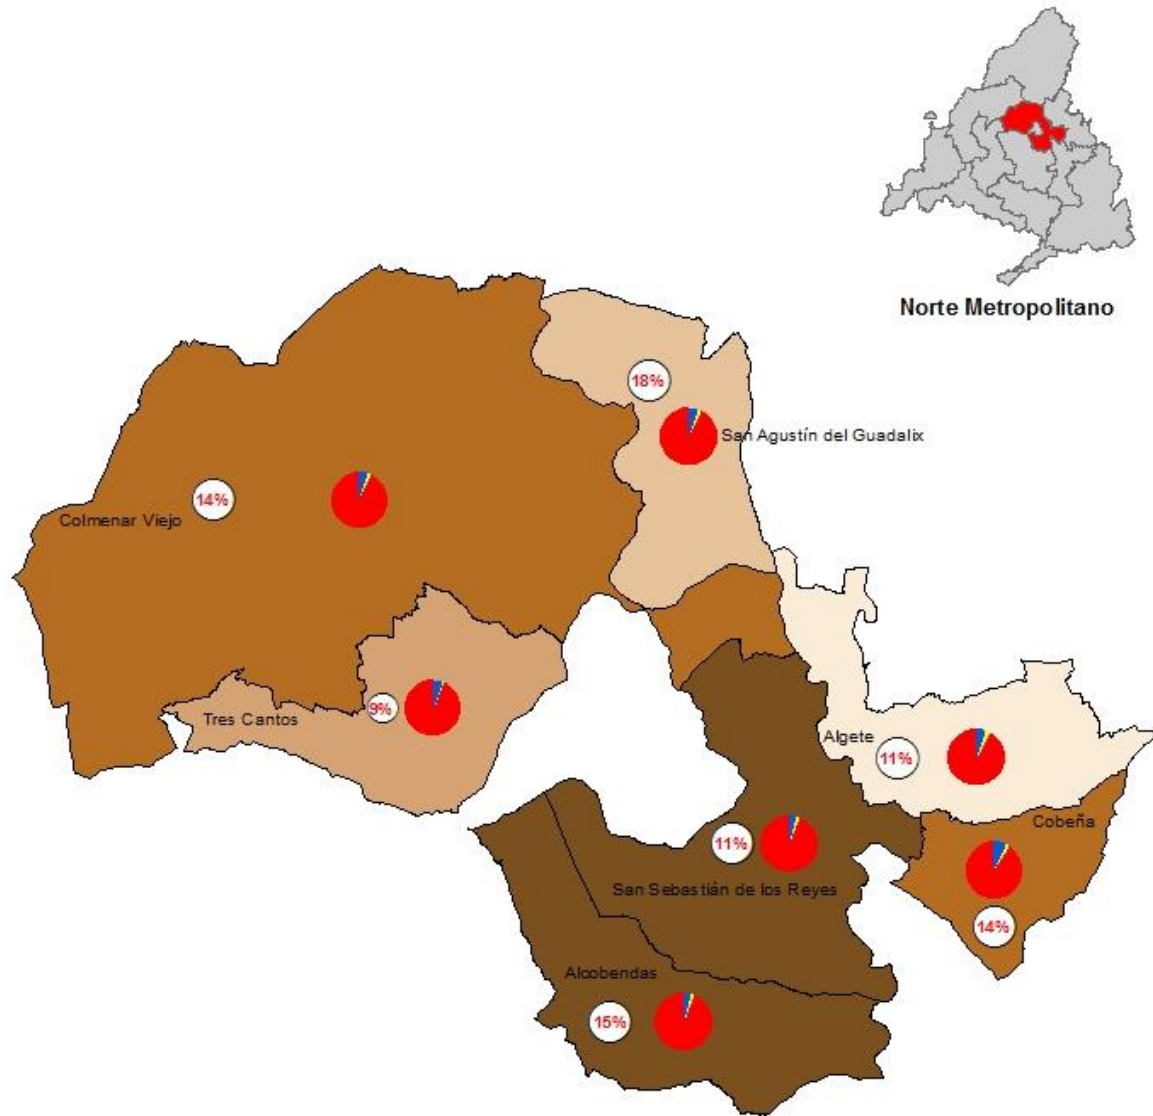 Norte Metropolitano
18%
San Agustín del Guadalix
14%
Colmenar Viejo
9%
Tres Cantos
Algete
11%
Cobeña
11%
San Sebastián de los Reyes
14%
Alcobendas
15%